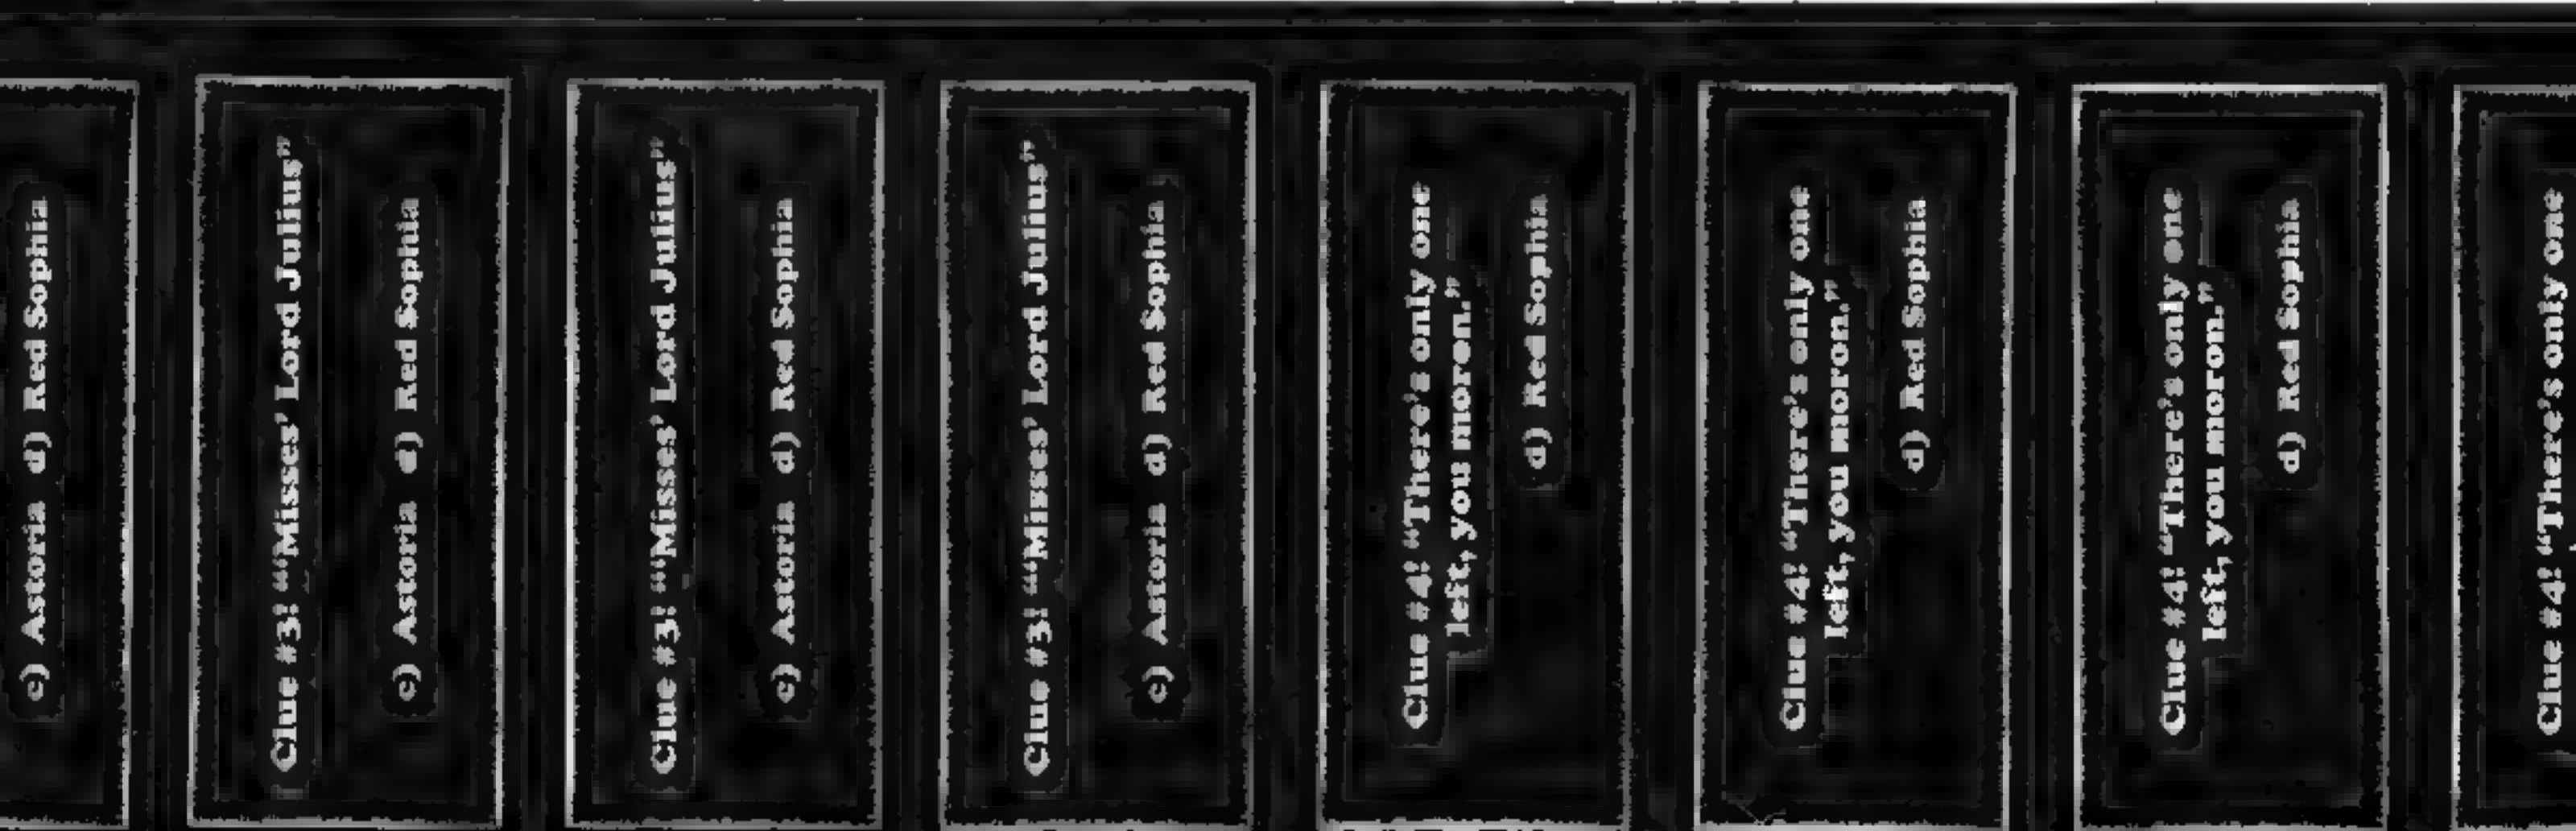 c) Astoria d) Red Sophia
Clue #3: “‘Misses’ Lord Julius”
c) Astoria d) Red Sophia
Clue #3: “‘Misses’ Lord Julius”
c) Astoria d) Red Sophia
Clue #3: “‘Misses’ Lord Julius”
c) Astoria d) Red Sophia
Clue #4: “There’s only one
left, you moron.”
d) Red Sophia
Clue #4: “There’s only one
left, you moron.”
d) Red Sophia
Clue #4: “There’s only one
left, you moron.”
d) Red Sophia
Clue #4: “There’s only one